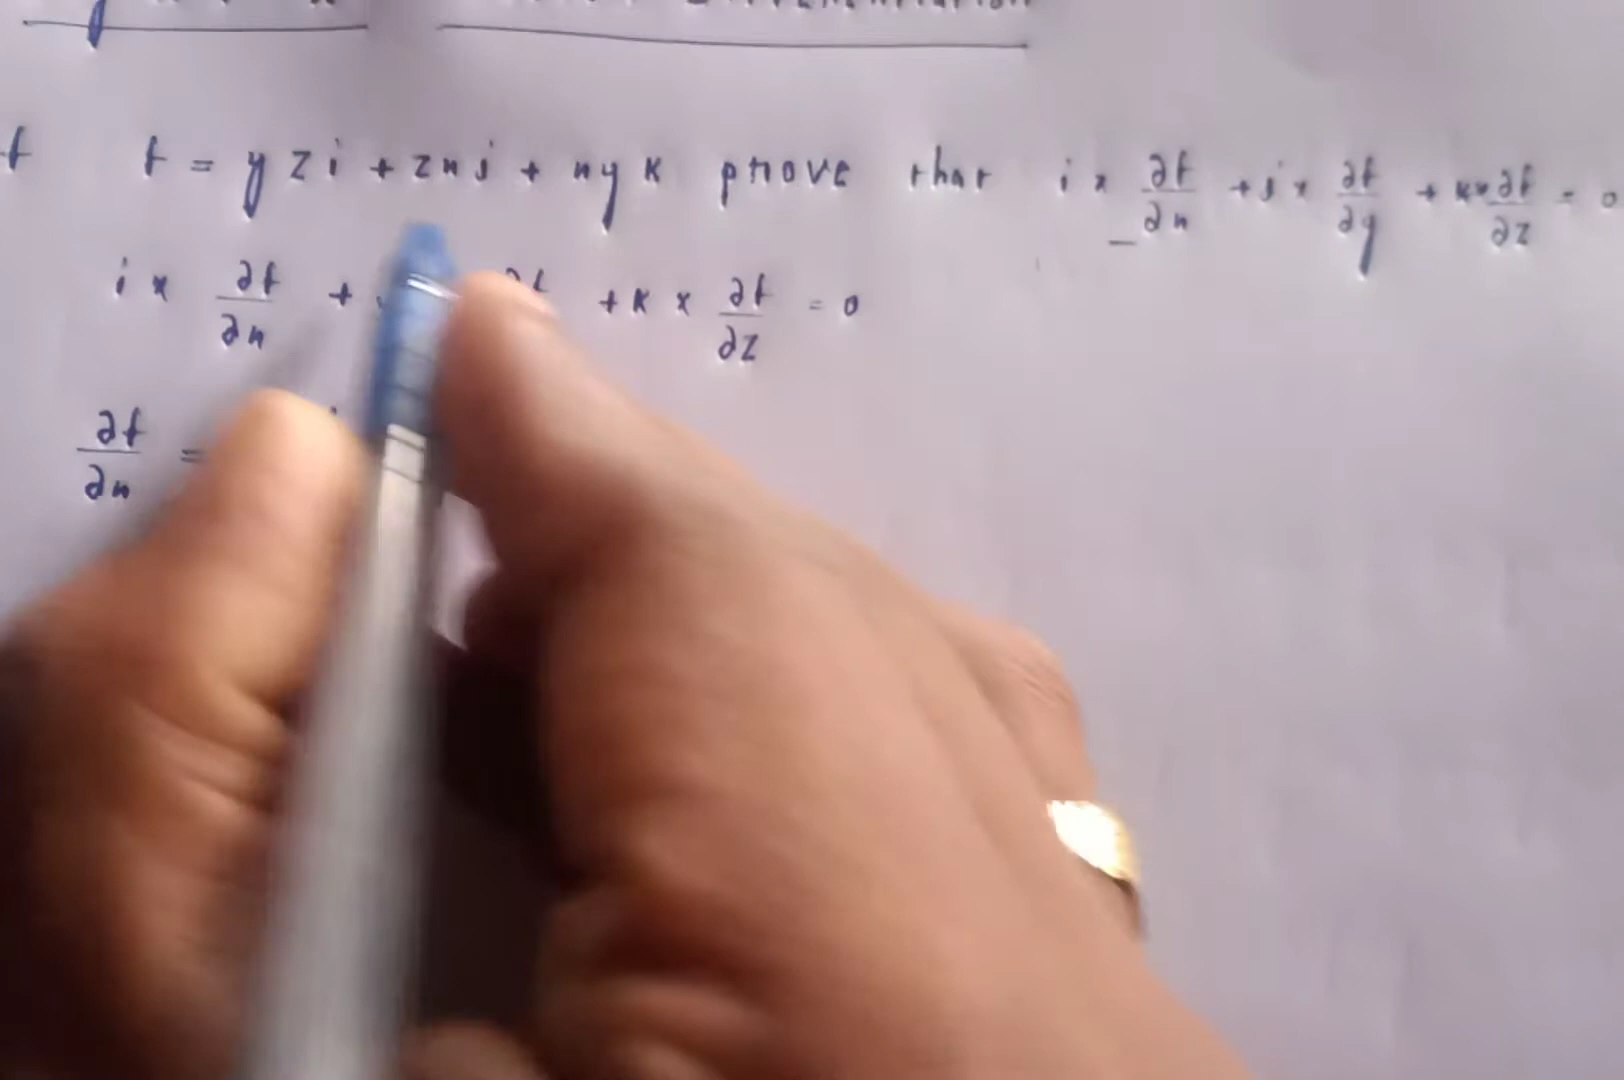 f = yzi + zxj + xyk prove that i × ∂f/∂x + j × ∂f/∂y + k × ∂f/∂z = 0
i × ∂f/∂x + + k × ∂f/∂z = 0
∂f/∂x =